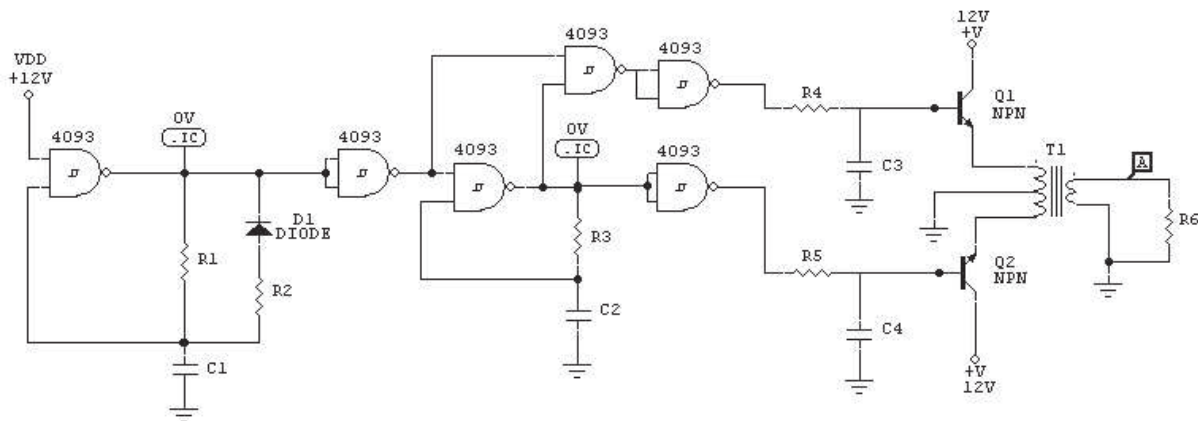 12V
+V
4093
4093
VDD
+12V
R4
Q1
NPN
0V
.IC
0V
.IC
4093
4093
4093
4093
C3
T1
A
D1
DIODE
R6
R1
R3
R5
Q2
NPN
R2
C2
C4
C1
+V
12V